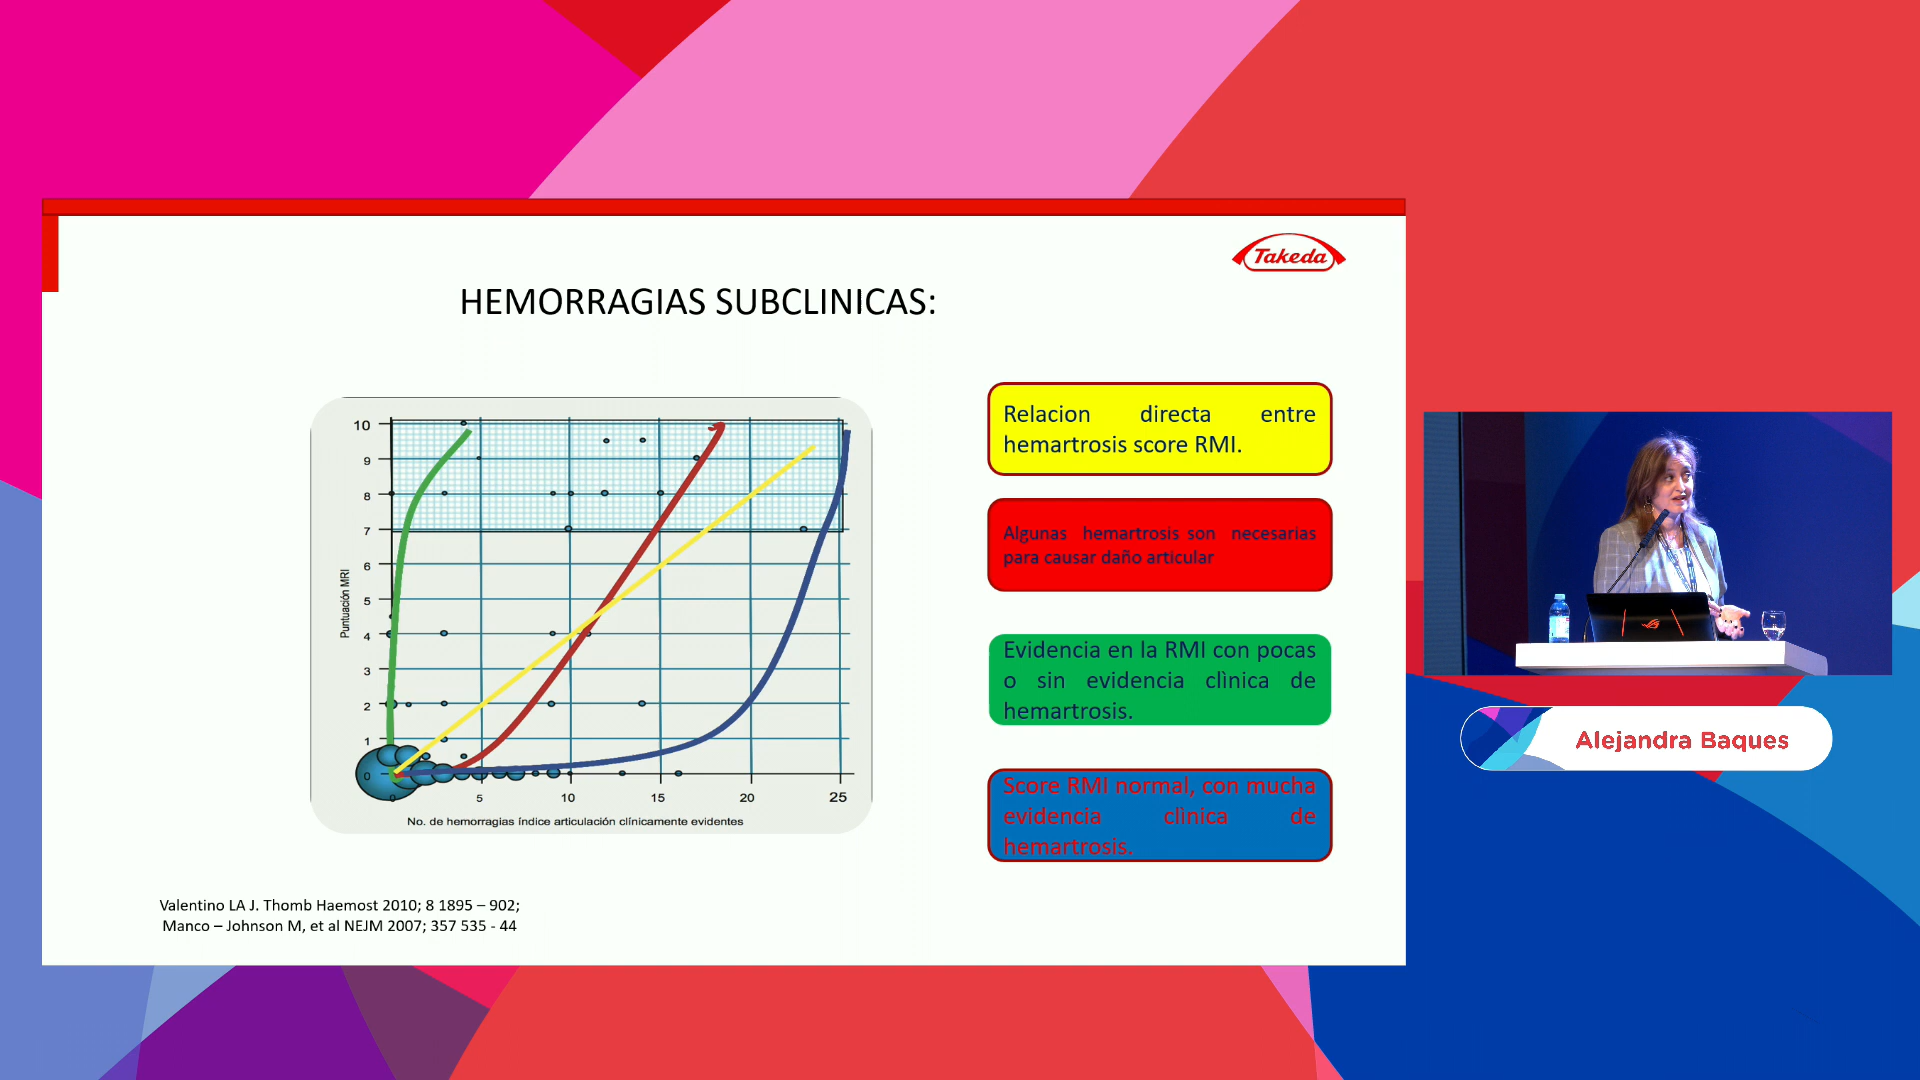 Takeda
HEMORRAGIAS SUBCLINICAS:
10
9
8
7
6
5
4
3
2
1
0
Puntuación MRI
0
5
10
15
20
25
No. de hemorragias índice articulación clínicamente evidentes
Relacion directa entre
hemartrosis score RMI.
Algunas hemartrosis son necesarias
para causar daño articular
Evidencia en la RMI con pocas
o sin evidencia clìnica de
hemartrosis.
Score RMI normal, con mucha
evidencia clìnica de
hemartrosis.
Valentino LA J. Thomb Haemost 2010; 8 1895 – 902;
Manco – Johnson M, et al NEJM 2007; 357 535 - 44
Alejandra Baques